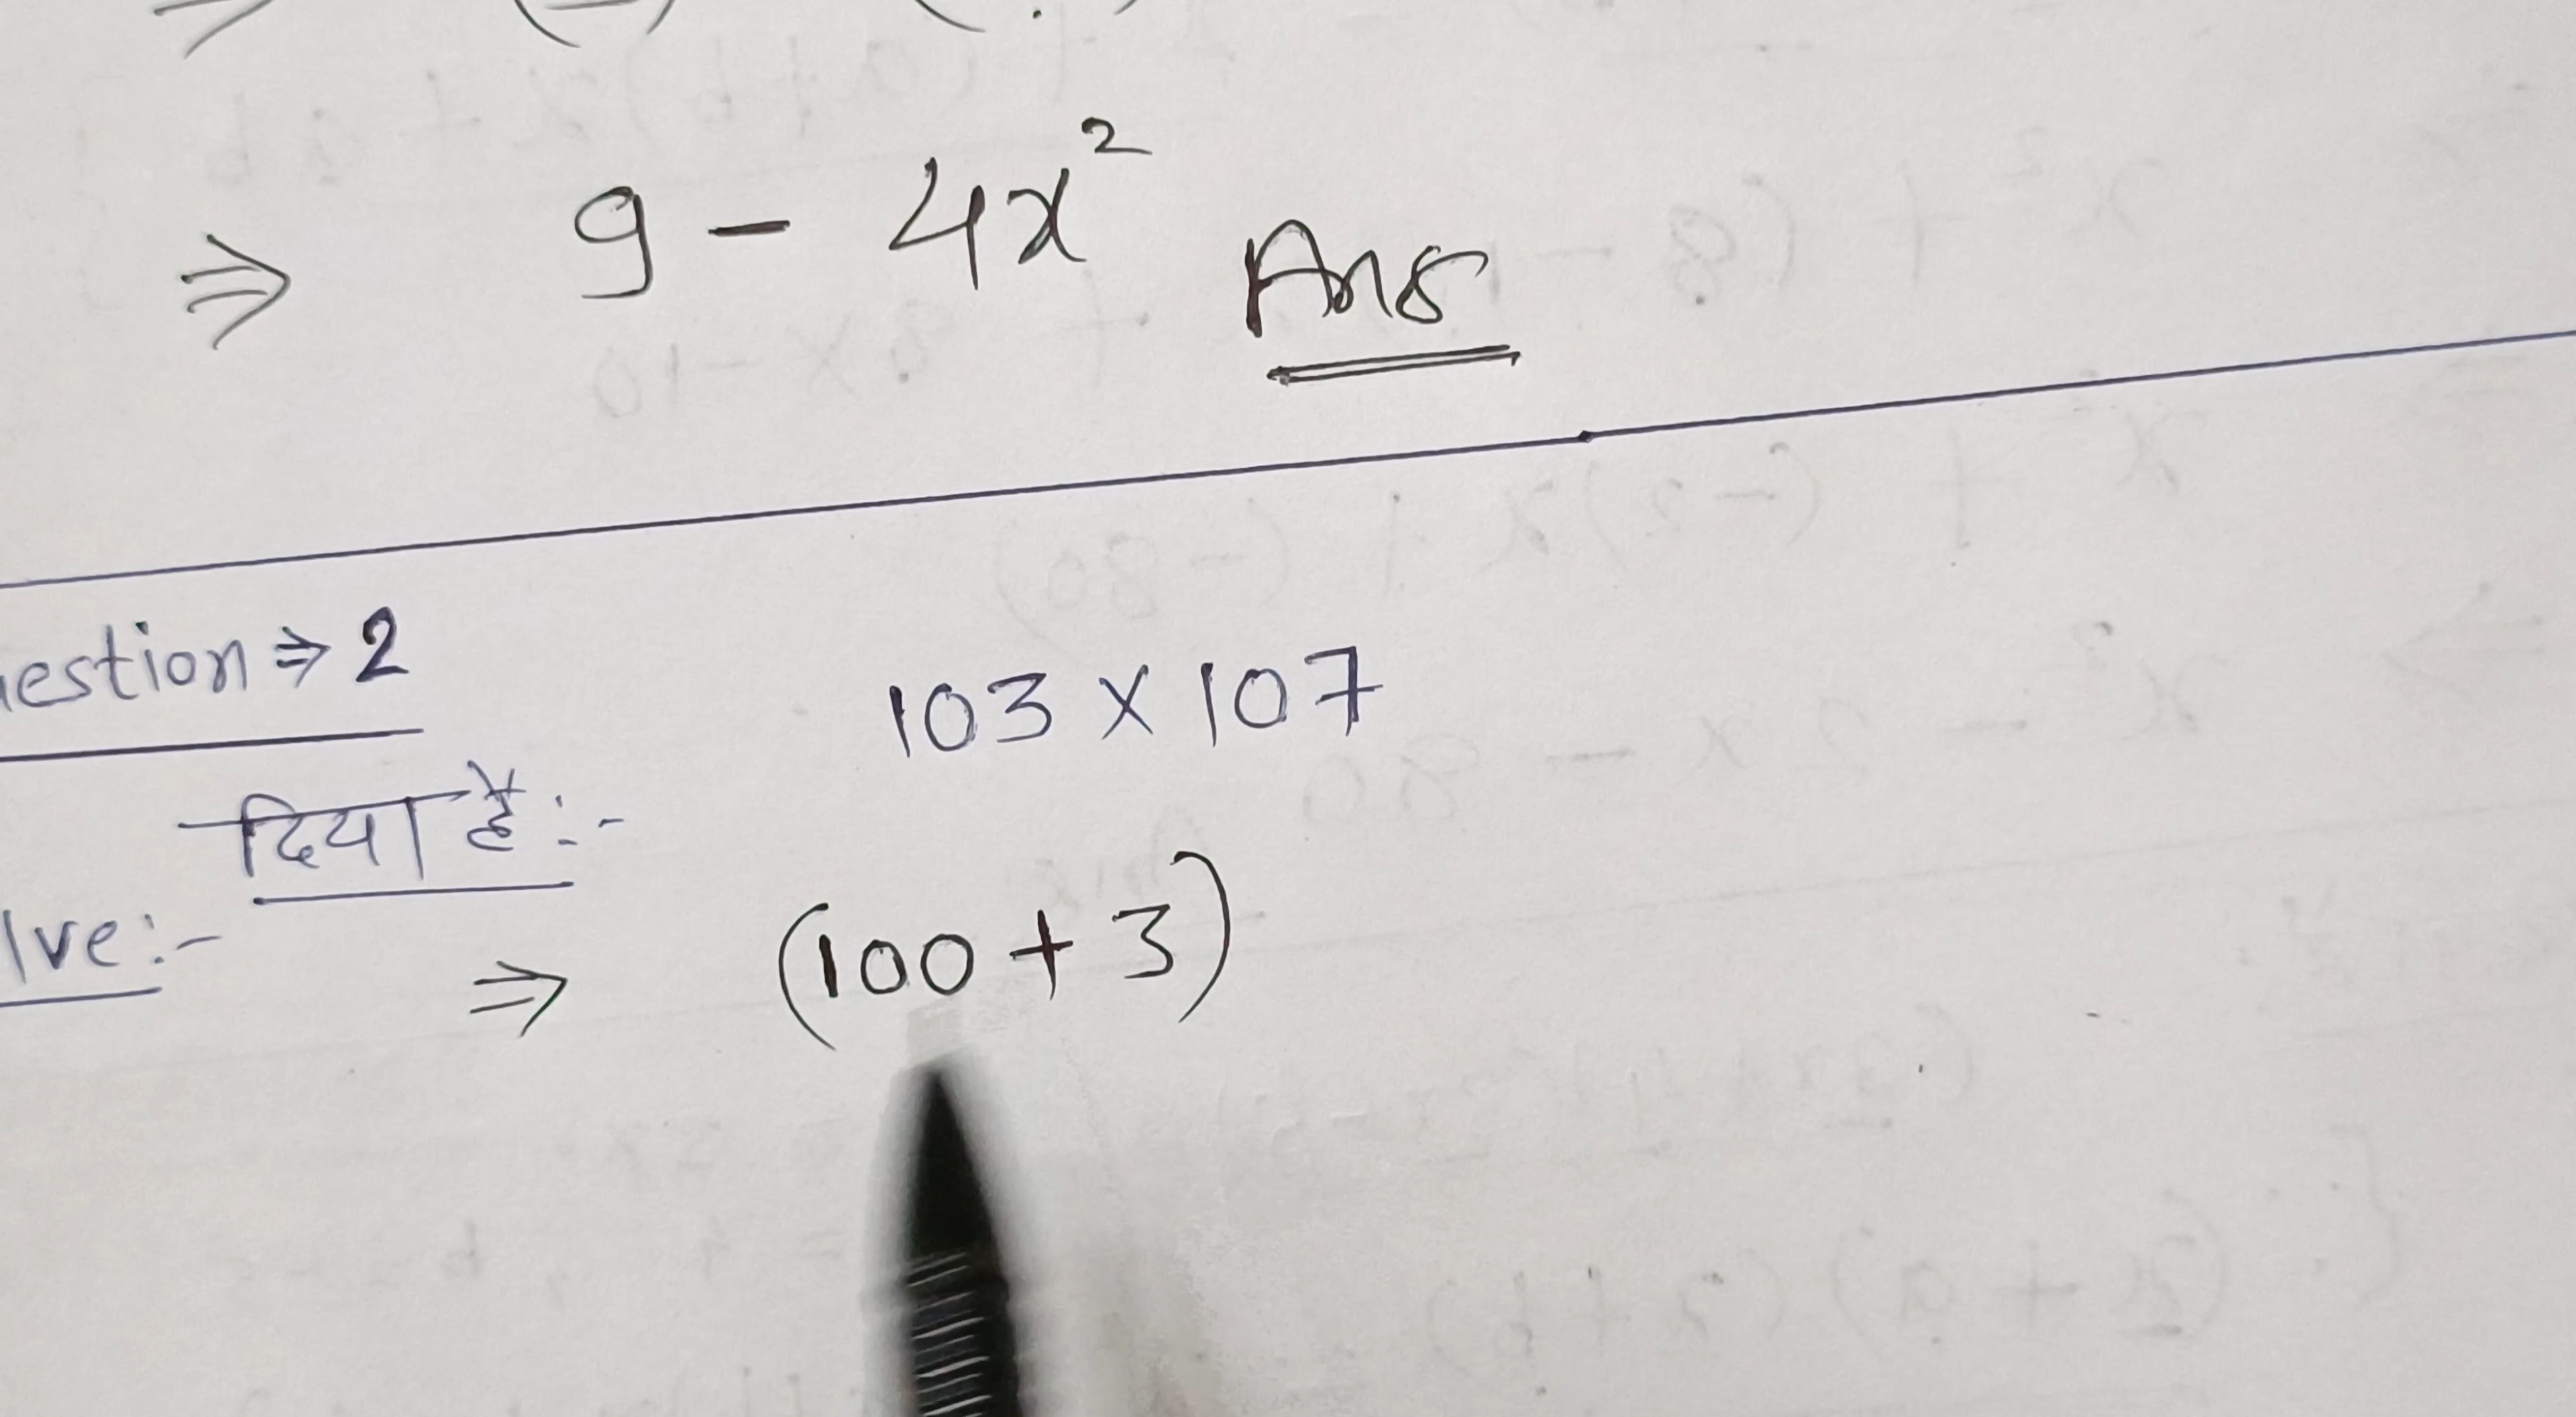 ⇒ 9 - 4x² Ans
estion ⇒ 2 103 × 107
दिया है :-
lve :-
⇒ (100 + 3)